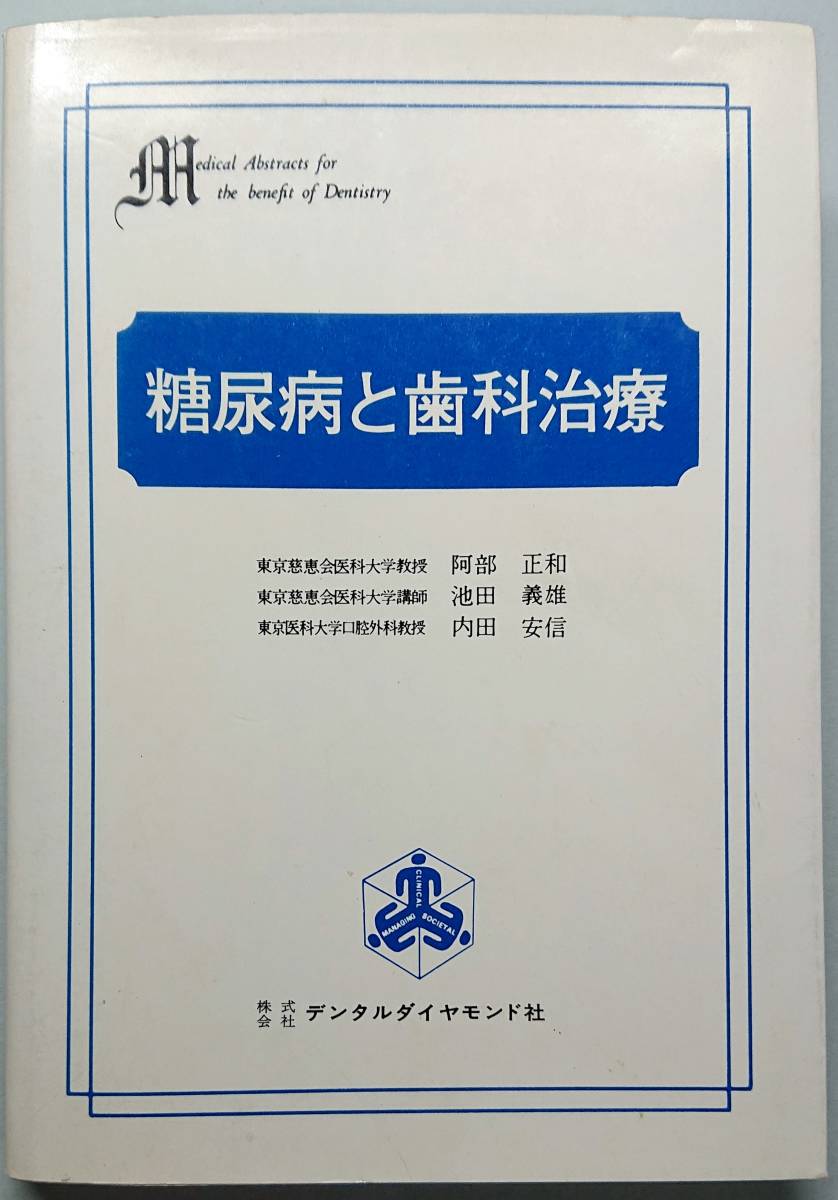 Medical Abstracts for
the benefit of Dentistry
糖尿病と歯科治療
東京慈恵会医科大学教授 阿部 正和
東京慈恵会医科大学講師 池田 義雄
東京医科大学口腔外科教授 内田 安信
CLINICAL
MANAGING SOCIETAL
株式会社 デンタルダイヤモンド社